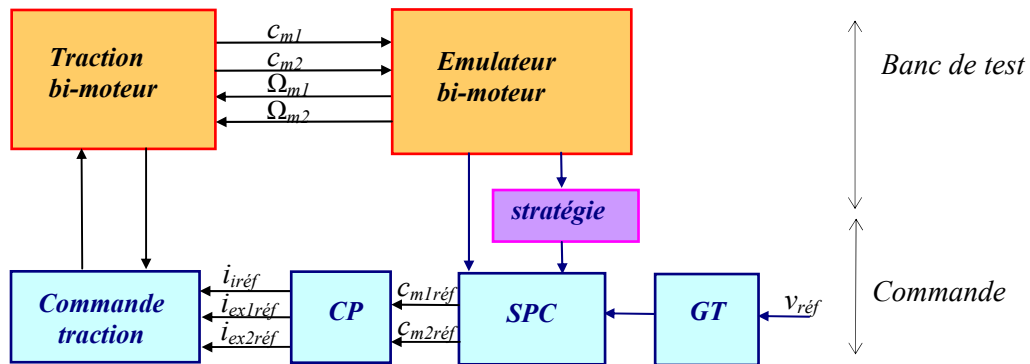 Traction
bi-moteur
c_m1
c_m2
Ω_m1
Ω_m2
Emulateur
bi-moteur
Banc de test
stratégie
Commande
traction
i_iréf
i_ex1réf
i_ex2réf
CP
c_m1réf
c_m2réf
SPC
GT
v_réf
Commande